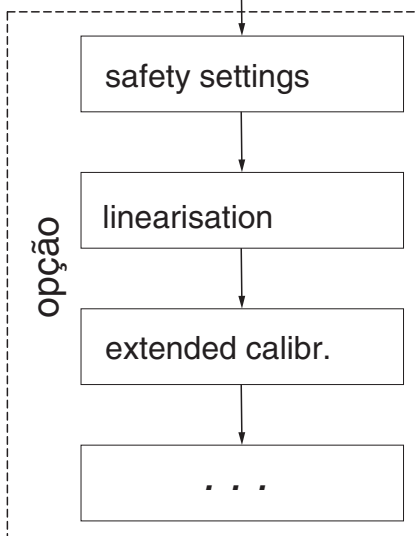 safety settings
linearisation
opção
extended calibr.
. . .